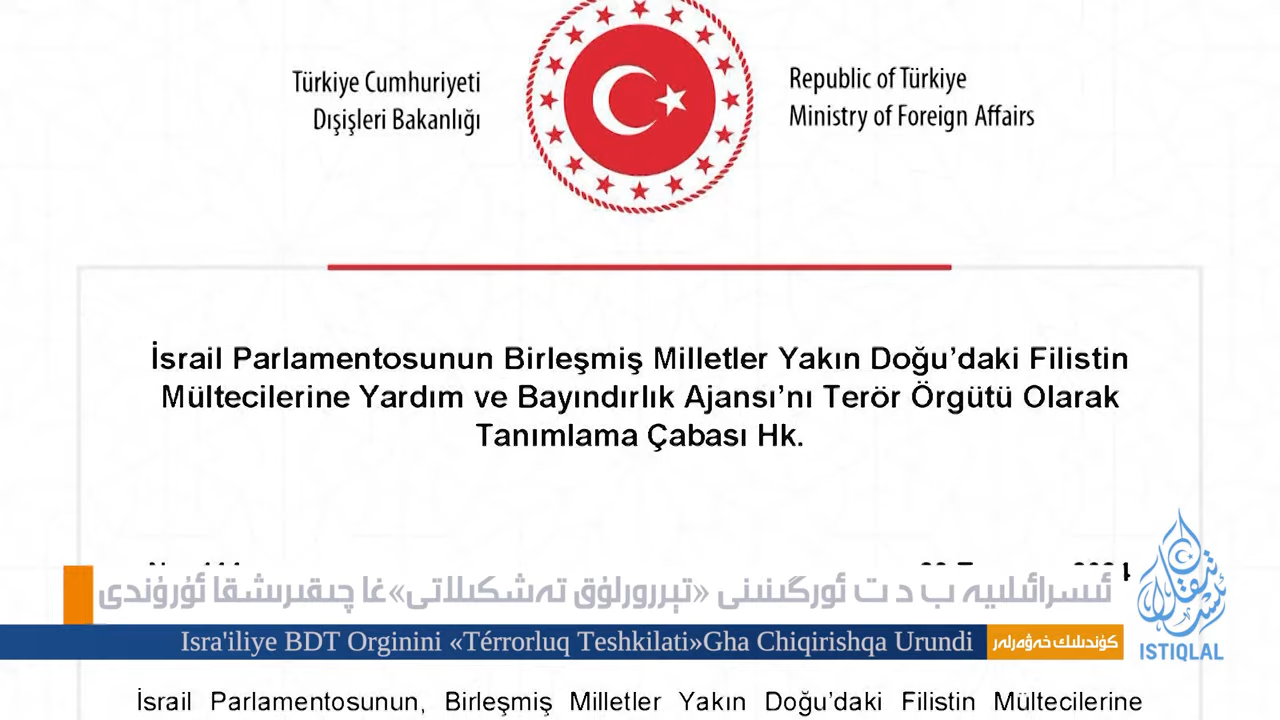 Türkiye Cumhuriyeti
Dışişleri Bakanlığı
Republic of Türkiye
Ministry of Foreign Affairs
İsrail Parlamentosunun Birleşmiş Milletler Yakın Doğu’daki Filistin
Mültecilerine Yardım ve Bayındırlık Ajansı’nı Terör Örgütü Olarak
Tanımlama Çabası Hk.
ئىسرائىلىيە ب د ت ئورگىنىنى «تېررورلۇق تەشكىلاتى»غا چىقىرىشقا ئۇرۇندى
Isra'iliye BDT Orginini «Térrorluq Teshkilati»Gha Chiqirishqa Urundi
كۈندىلىك خەۋەرلەر
ISTIQLAL
İsrail Parlamentosunun, Birleşmiş Milletler Yakın Doğu’daki Filistin Mültecilerine